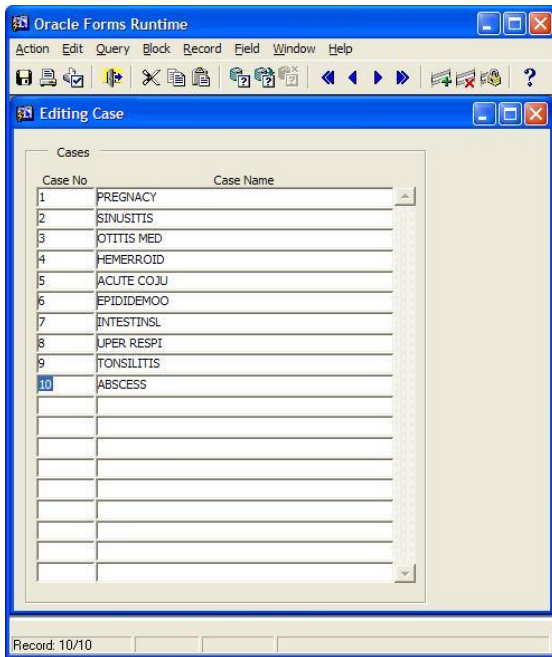 Oracle Forms Runtime
Action Edit Query Block Record Field Window Help
?
Editing Case
Cases
Case No Case Name
1 PREGNACY
2 SINUSITIS
3 OTITIS MED
4 HEMERROID
5 ACUTE COJU
6 EPIDIDEMOO
7 INTESTINSL
8 UPER RESPI
9 TONSILITIS
10 ABSCESS
Record: 10/10